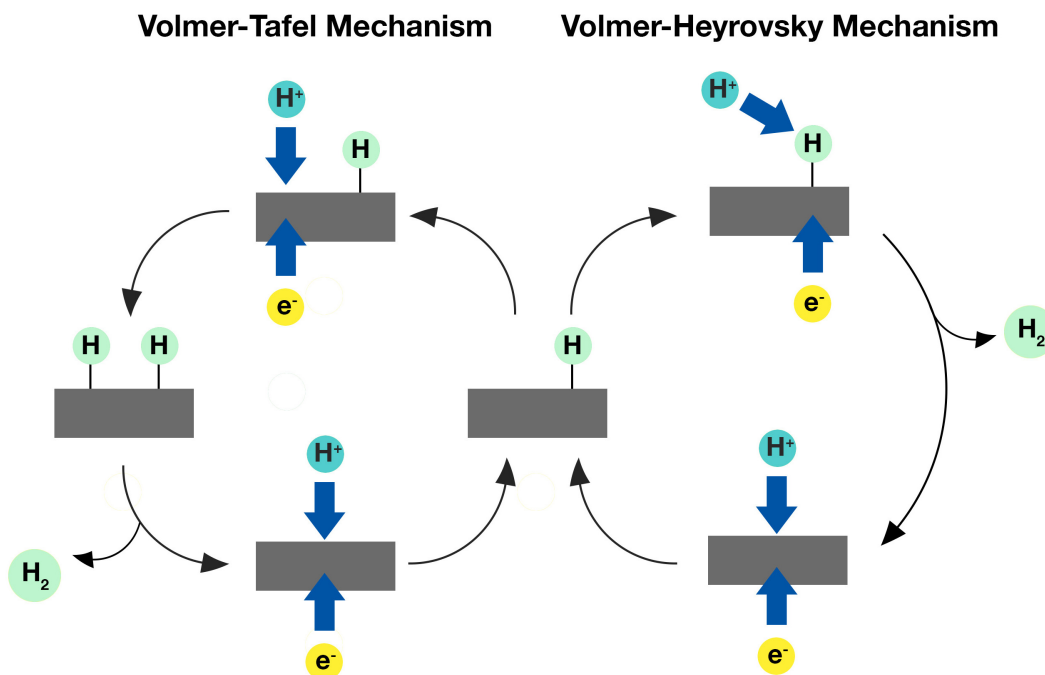 Volmer-Tafel Mechanism
Volmer-Heyrovsky Mechanism
H⁺
H
e⁻
H
H
H₂
H⁺
e⁻
H
H⁺
H
e⁻
H₂
H⁺
e⁻